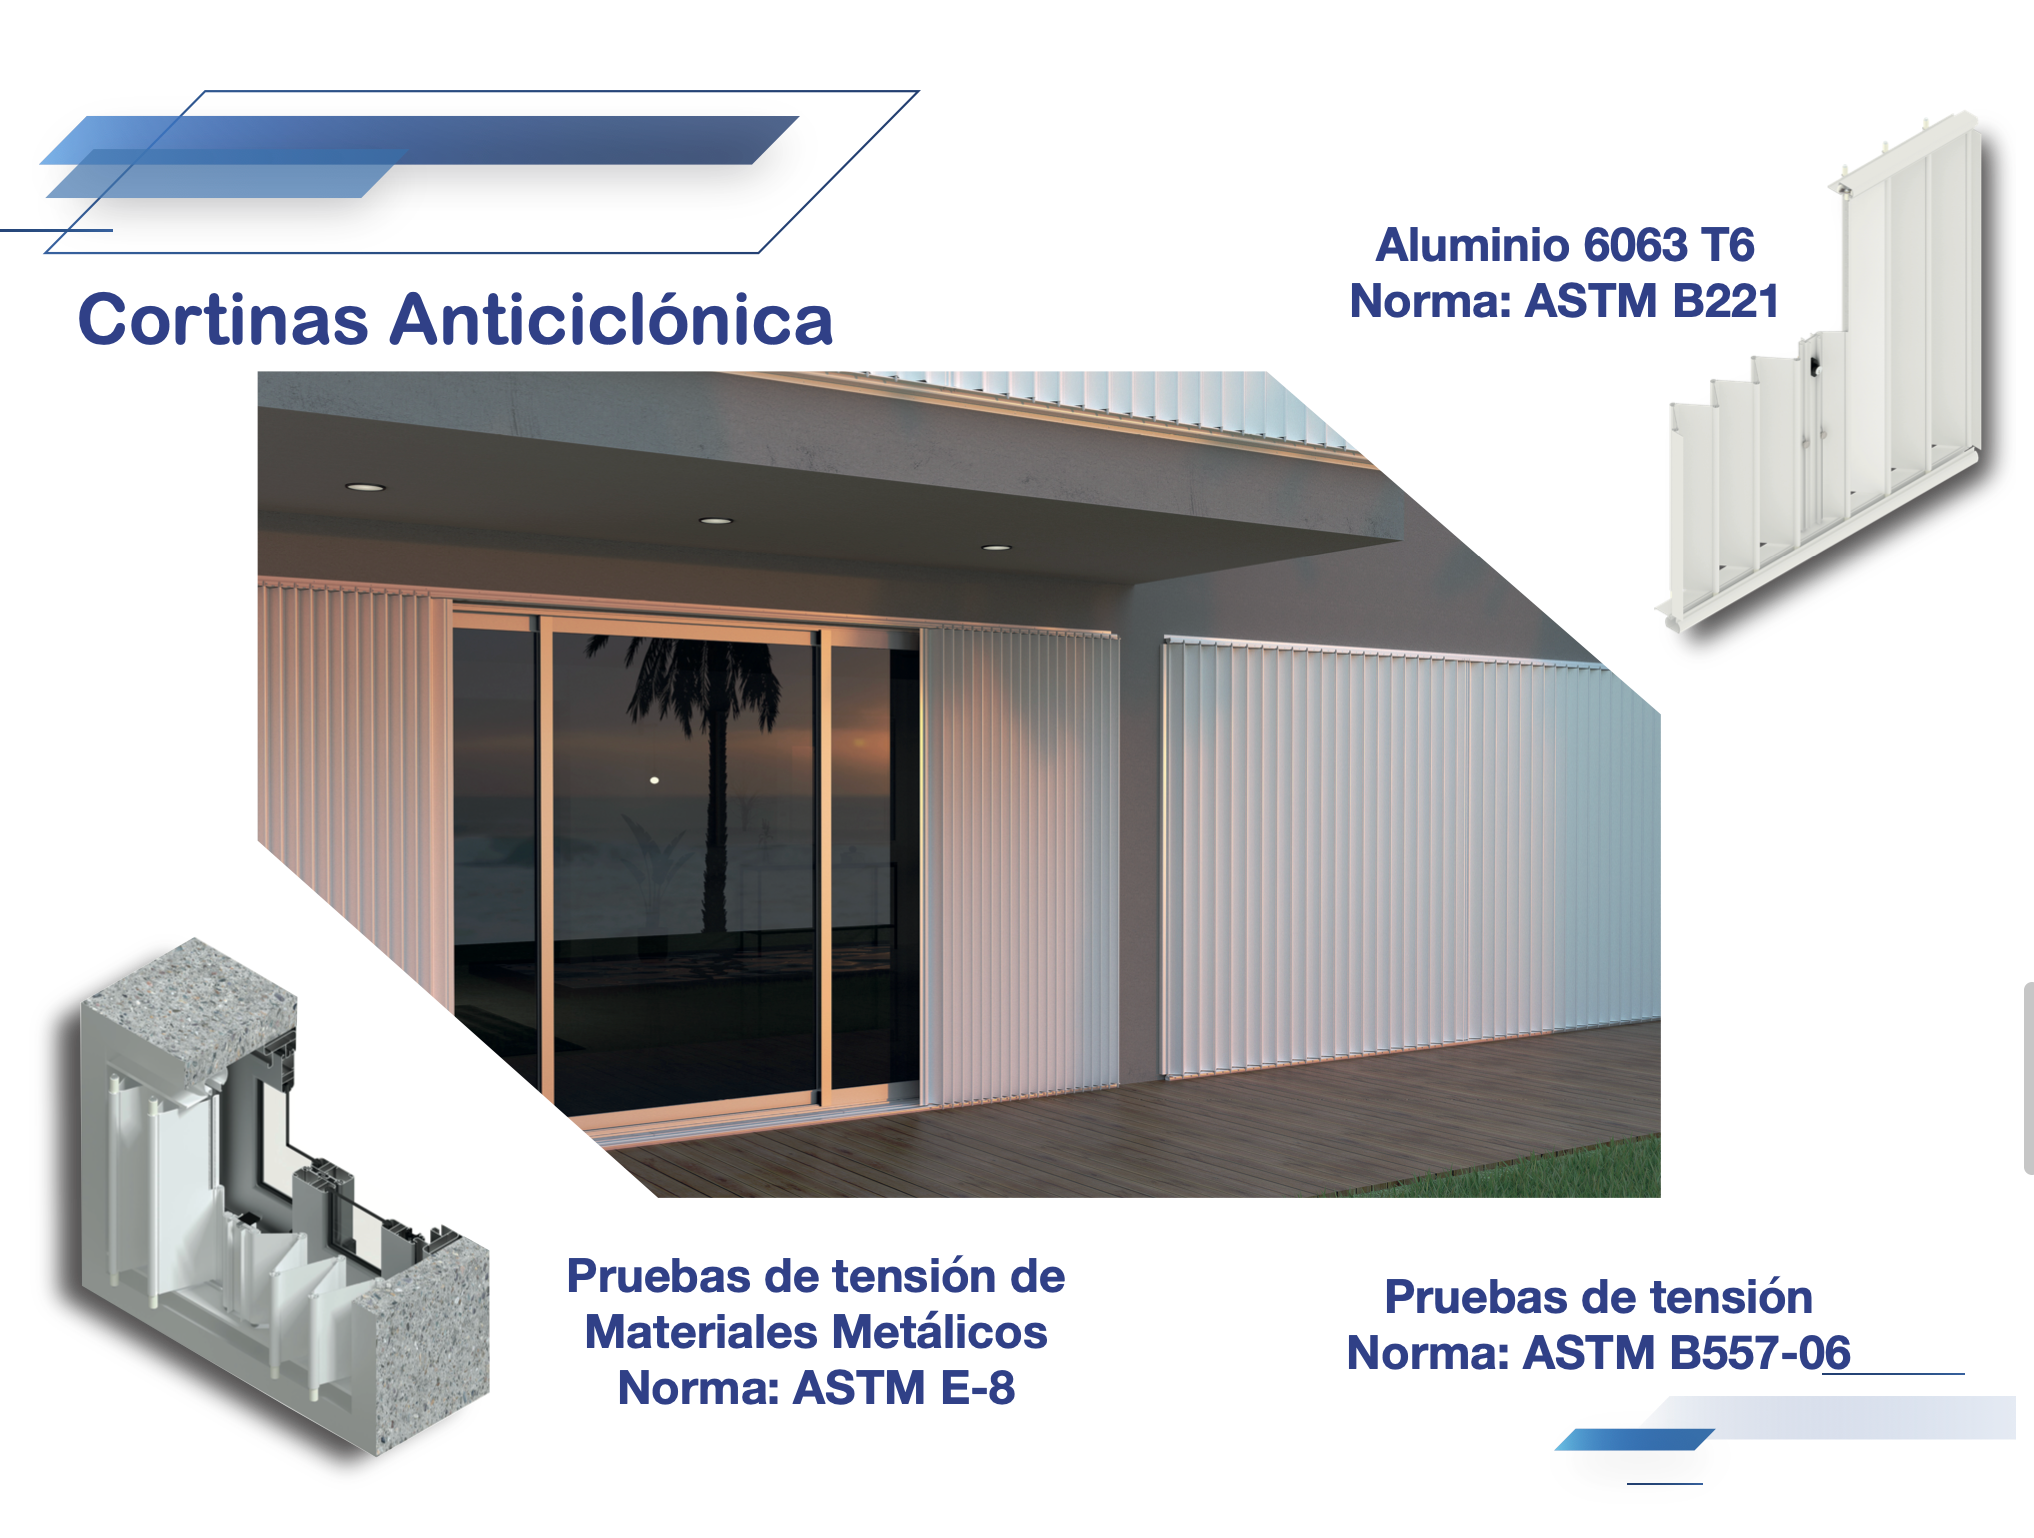 Cortinas Anticiclónica
Aluminio 6063 T6
Norma: ASTM B221
Pruebas de tensión de
Materiales Metálicos
Norma: ASTM E-8
Pruebas de tensión
Norma: ASTM B557-06